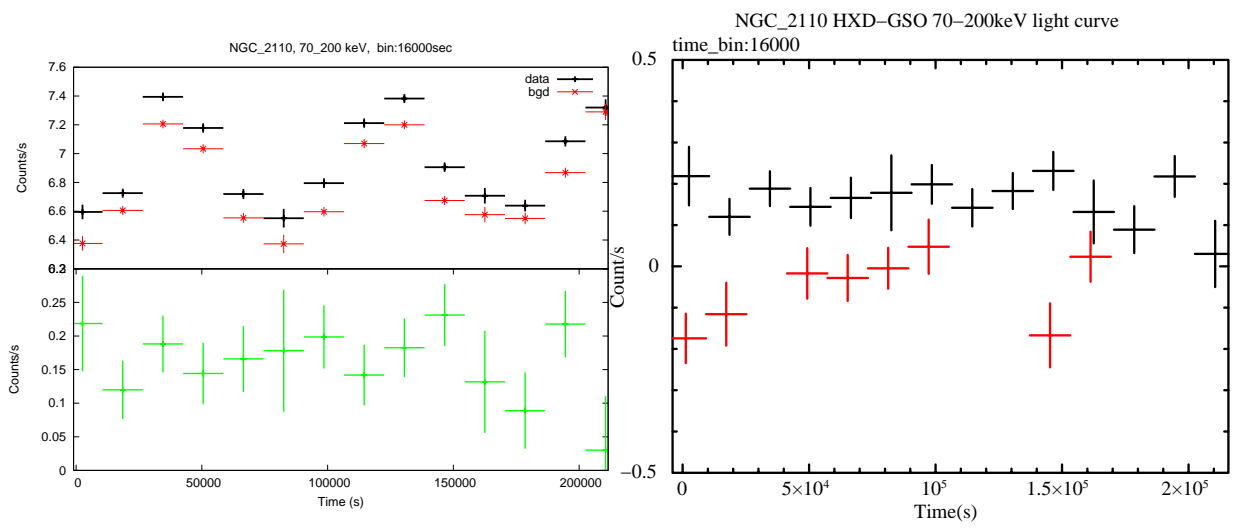 NGC_2110, 70_200 keV, bin:16000sec
7.6
7.4
7.2
7
6.8
6.6
6.4
6.2
Counts/s
data
bgd
0.3
0.25
0.2
0.15
0.1
0.05
0
Counts/s
0
50000
100000
150000
200000
Time (s)
NGC_2110 HXD−GSO 70−200keV light curve
time_bin:16000
0.5
0
−0.5
Count/s
0
5×10⁴
10⁵
1.5×10⁵
2×10⁵
Time(s)